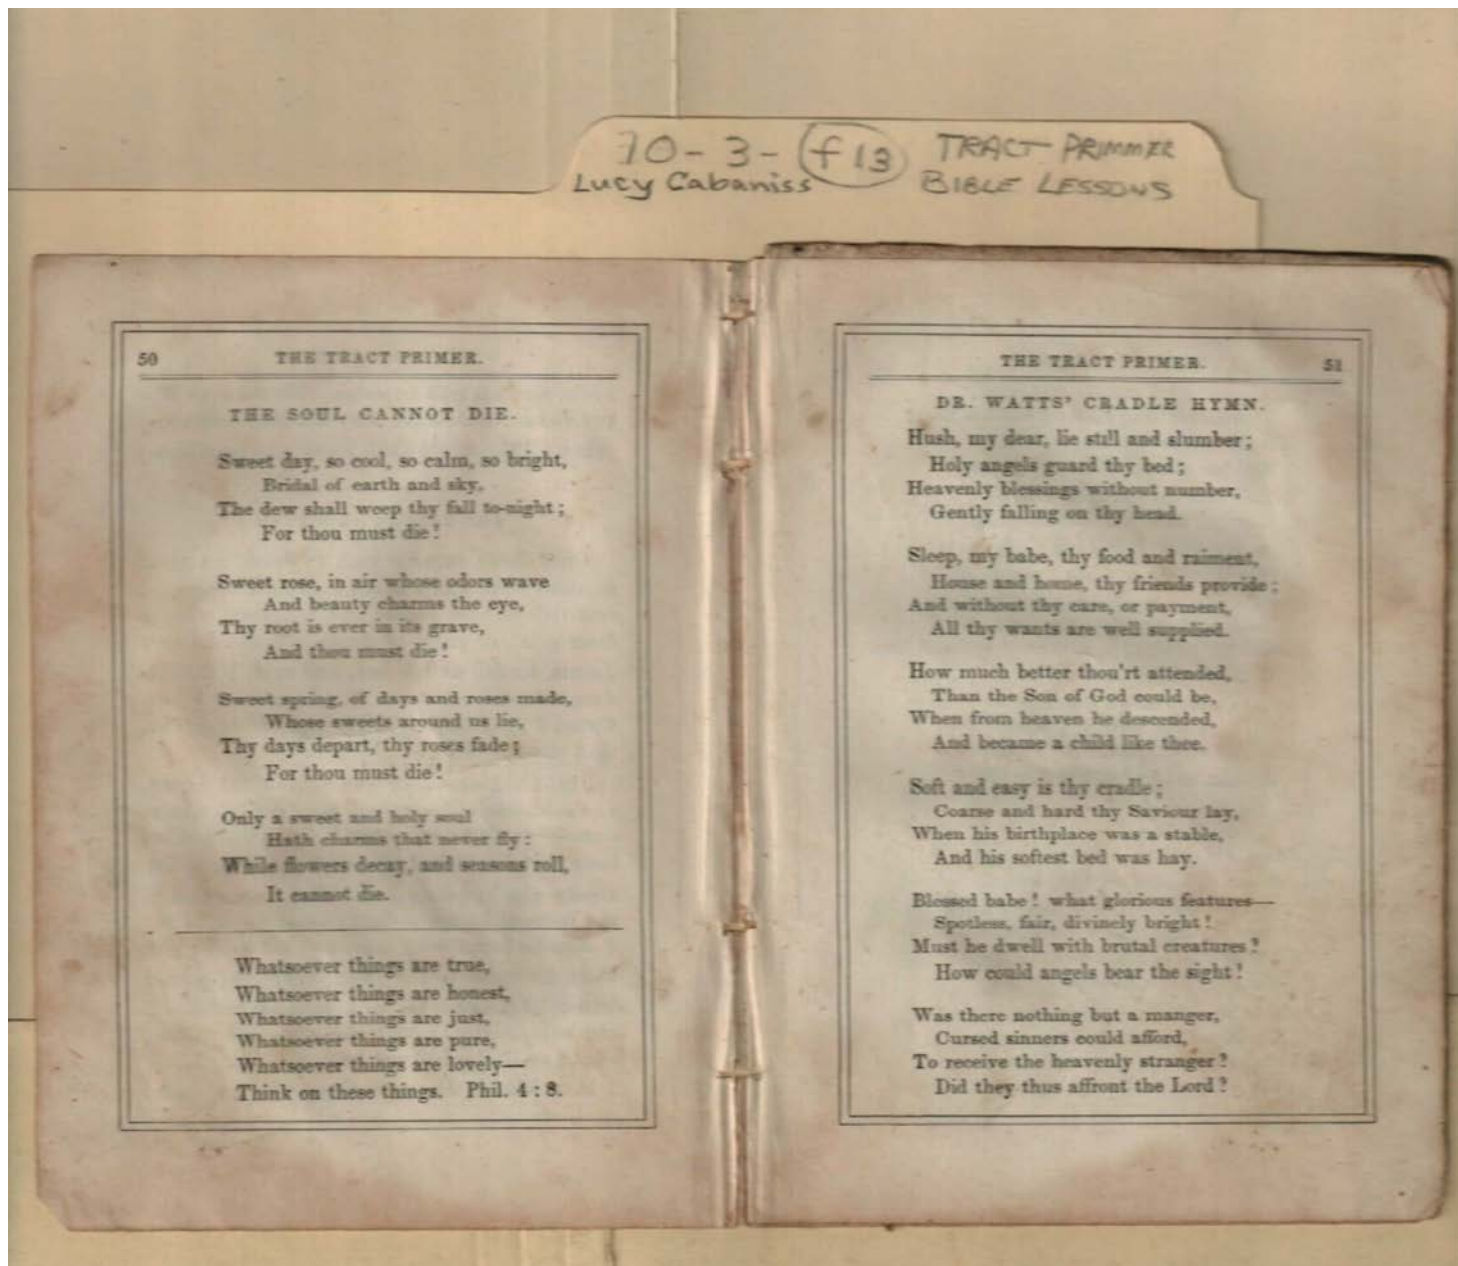 70-3-f13 TRACT PRIMMER
Lucy Cabaniss BIBLE LESSONS
50 THE TRACT PRIMER.
THE SOUL CANNOT DIE.
Sweet day, so cool, so calm, so bright,
Bridal of earth and sky,
The dew shall weep thy fall to-night;
For thou must die!
Sweet rose, in air whose odors wave
And beauty charms the eye,
Thy root is ever in its grave,
And thou must die!
Sweet spring, of days and roses made,
Whose sweets around us lie,
Thy days depart, thy roses fade;
For thou must die!
Only a sweet and holy soul
Hath charms that never fly:
While flowers decay, and seasons roll,
It cannot die.
Whatsoever things are true,
Whatsoever things are honest,
Whatsoever things are just,
Whatsoever things are pure,
Whatsoever things are lovely—
Think on these things. Phil. 4:8.
THE TRACT PRIMER. 51
DR. WATTS' CRADLE HYMN.
Hush, my dear, lie still and slumber;
Holy angels guard thy bed;
Heavenly blessings without number,
Gently falling on thy head.
Sleep, my babe, thy food and raiment,
House and home, thy friends provide;
And without thy care, or payment,
All thy wants are well supplied.
How much better thou'rt attended,
Than the Son of God could be,
When from heaven he descended,
And became a child like thee.
Soft and easy is thy cradle;
Coarse and hard thy Saviour lay,
When his birthplace was a stable,
And his softest bed was hay.
Blessed babe! what glorious features—
Spotless, fair, divinely bright!
Must he dwell with brutal creatures?
How could angels bear the sight!
Was there nothing but a manger,
Cursed sinners could afford,
To receive the heavenly stranger?
Did they thus affront the Lord?